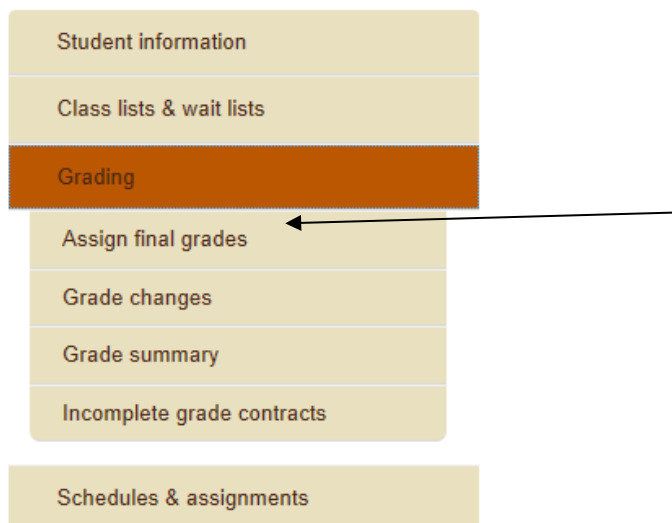 Student information
Class lists & wait lists
Grading
Assign final grades
Grade changes
Grade summary
Incomplete grade contracts
Schedules & assignments